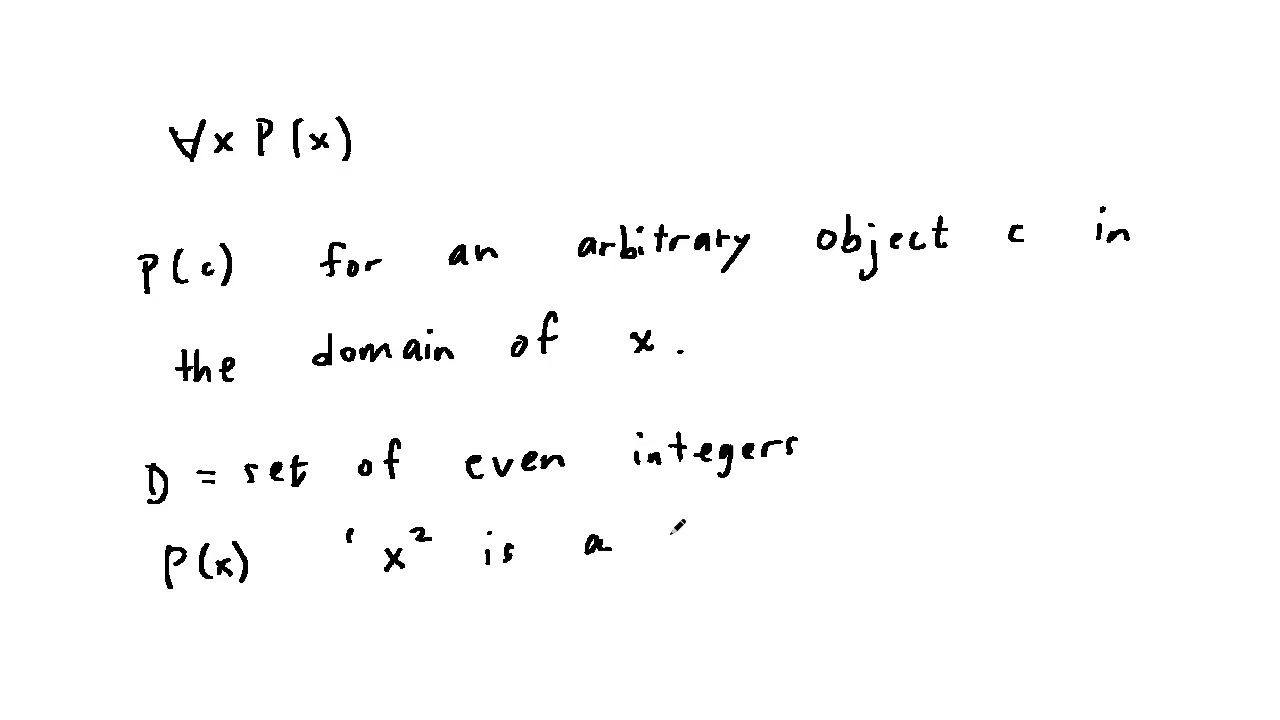 ∀x P(x)
P(c) for an arbitrary object c in
the domain of x.
D = set of even integers
P(x) ' x² is a